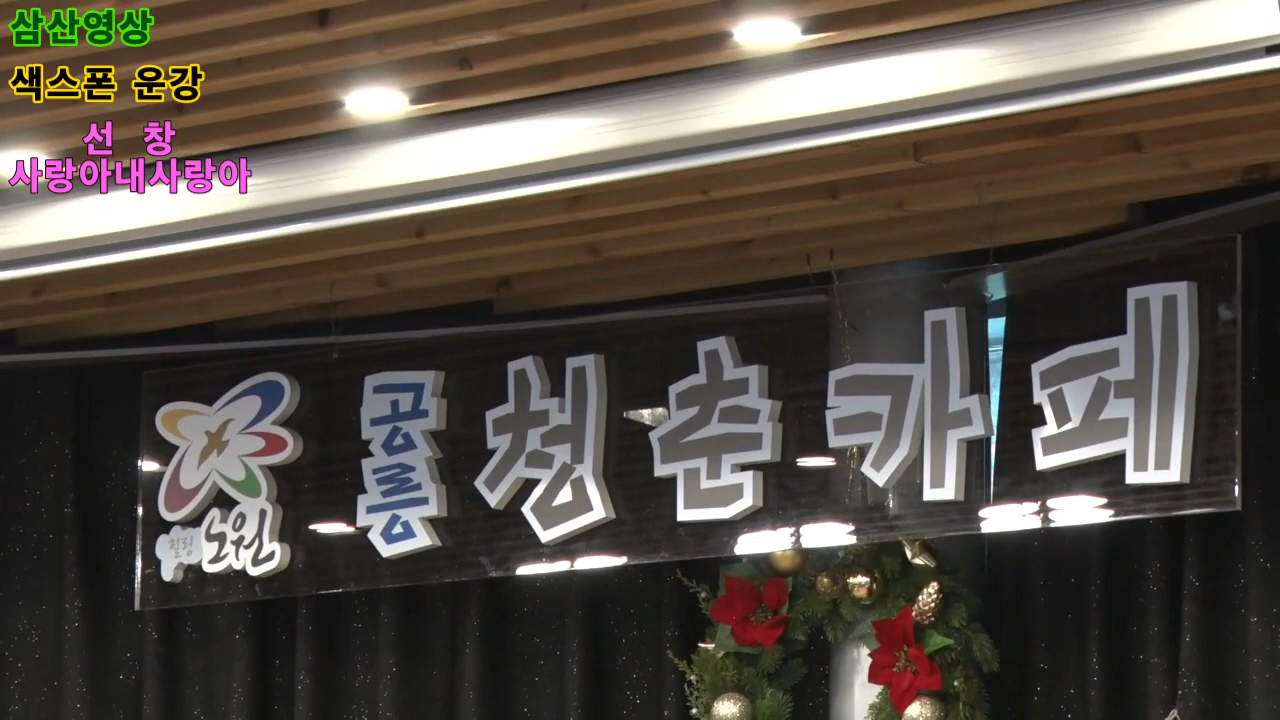 삼산영상
색스폰 운강
선 창
사랑아내사랑아
공릉 청춘카페
힐링 노원